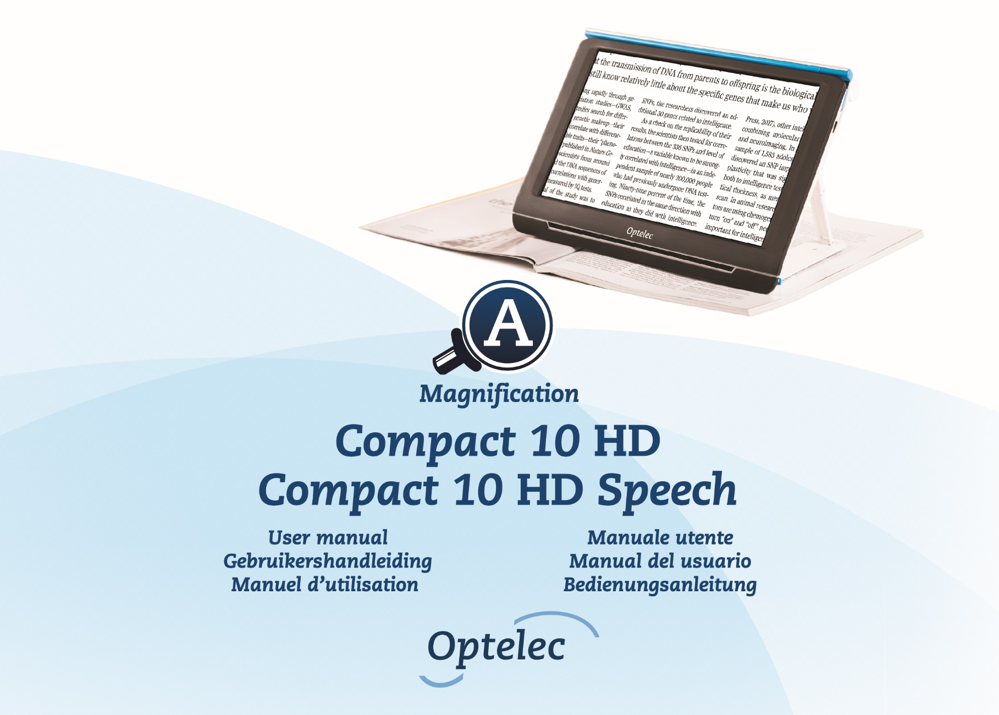 at the transmission of DNA from parents to offspring is the biological
still know relatively little about the specific genes that make us who
ing rapidly through ge-
iation studies—GWAS,
tudies search for differ-
genetic makeup—their
correlate with differenc-
ble traits—their "pheno-
published in Nature Ge-
scientists from around
d the DNA sequences of
correlations with gener-
measured by IQ tests.
al of the study was to
SNPs, the researchers discovered an ad-
ditional 30 genes related to intelligence.
As a check on the replicability of their
results, the scientists then tested for corre-
lations between the 336 SNPs and level of
education—a variable known to be strong-
ly correlated with intelligence—in an inde-
pendent sample of nearly 200,000 people
who had previously undergone DNA test-
ing. Ninety-nine percent of the time, the
SNPs correlated in the same direction with
education as they did with intelligence.
Press, 2017), other intel
combining molecular
and neuroimaging. In
sample of 1,583 adoles
discovered an SNP imp
plasticity that was sig
both to intelligence test
tical thickness, as mea
scan. In animal researc
tors are using chemoge
turn "on" and "off" neu
important for intelligen
Optelec
the
A
Magnification
Compact 10 HD
Compact 10 HD Speech
User manual
Gebruikershandleiding
Manuel d'utilisation
Manuale utente
Manual del usuario
Bedienungsanleitung
Optelec